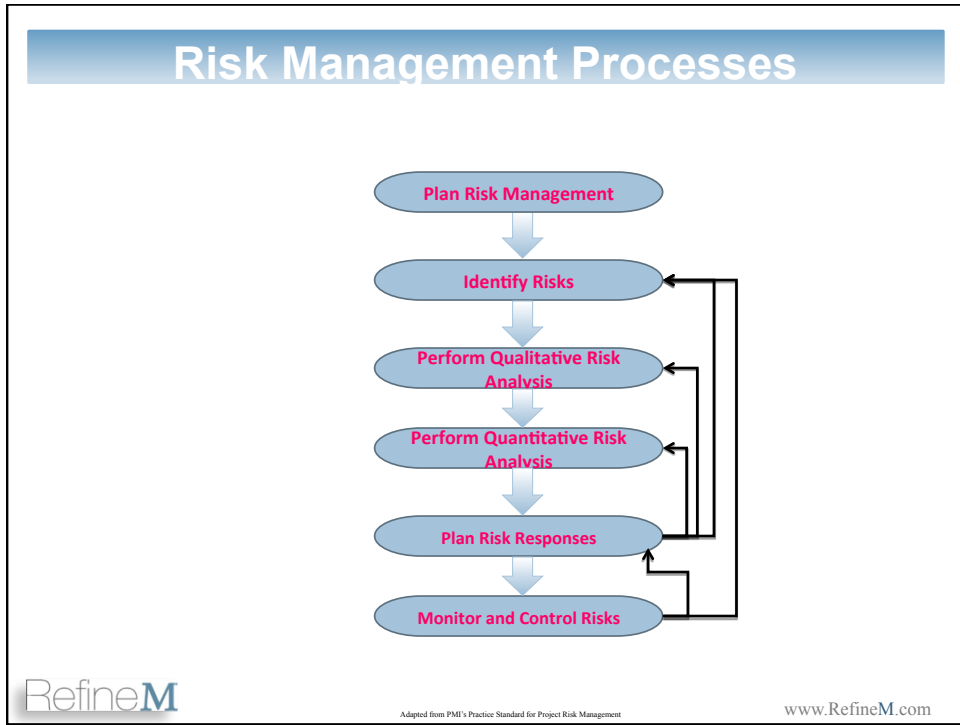 Risk Management Processes
Plan Risk Management
Identify Risks
Perform Qualitative Risk
Analysis
Perform Quantitative Risk
Analysis
Plan Risk Responses
Monitor and Control Risks
RefineM
Adapted from PMI's Practice Standard for Project Risk Management
www.RefineM.com